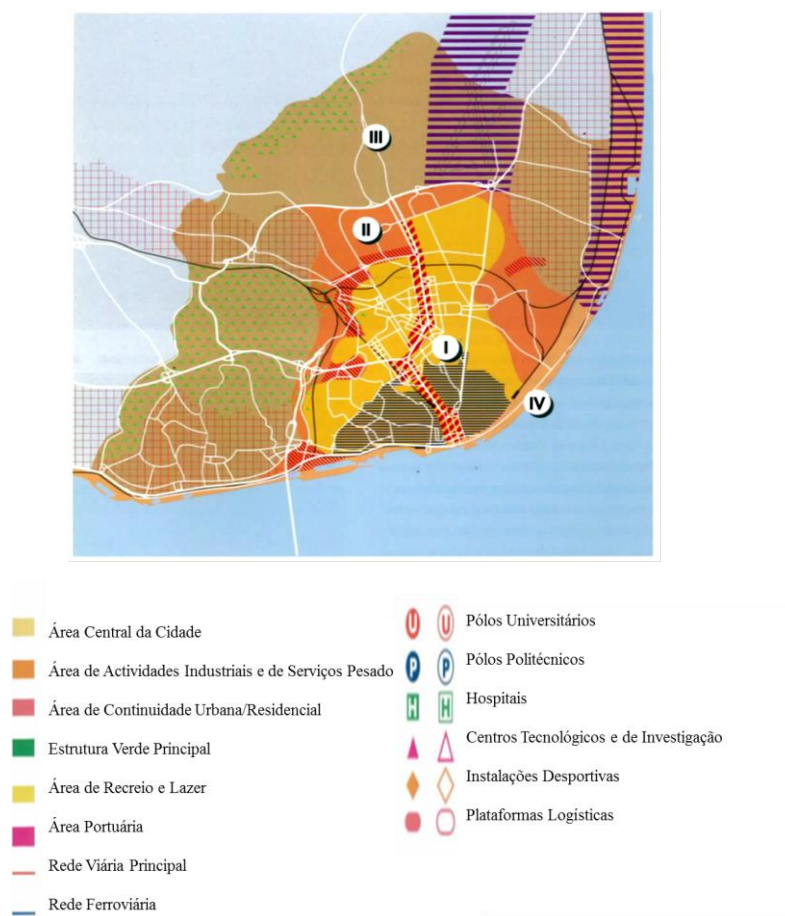 III
II
I
IV
Área Central da Cidade
Área de Actividades Industriais e de Serviços Pesado
Área de Continuidade Urbana/Residencial
Estrutura Verde Principal
Área de Recreio e Lazer
Área Portuária
Rede Viária Principal
Rede Ferroviária
U U Pólos Universitários
P P Pólos Politécnicos
H H Hospitais
Centros Tecnológicos e de Investigação
Instalações Desportivas
Plataformas Logísticas